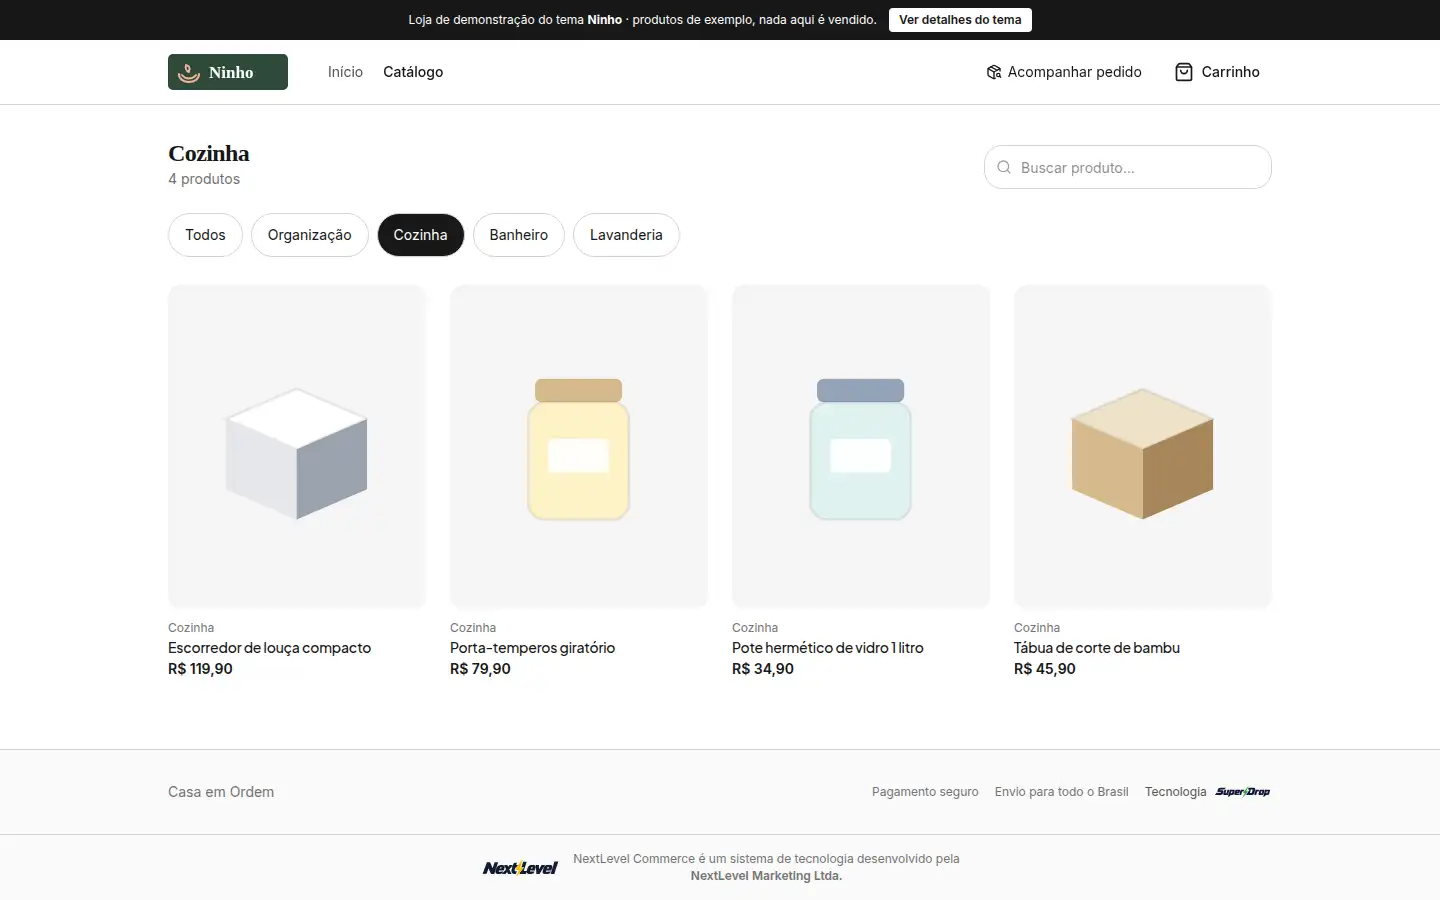 Loja de demonstração do tema Ninho · produtos de exemplo, nada aqui é vendido. Ver detalhes do tema
Ninho Início Catálogo Acompanhar pedido Carrinho
Cozinha
4 produtos
Buscar produto...
Todos Organização Cozinha Banheiro Lavanderia
Cozinha
Escorredor de louça compacto
R$ 119,90
Cozinha
Porta-temperos giratório
R$ 79,90
Cozinha
Pote hermético de vidro 1 litro
R$ 34,90
Cozinha
Tábua de corte de bambu
R$ 45,90
Casa em Ordem Pagamento seguro Envio para todo o Brasil Tecnologia SuperDrop
NextLevel
NextLevel Commerce é um sistema de tecnologia desenvolvido pela
NextLevel Marketing Ltda.